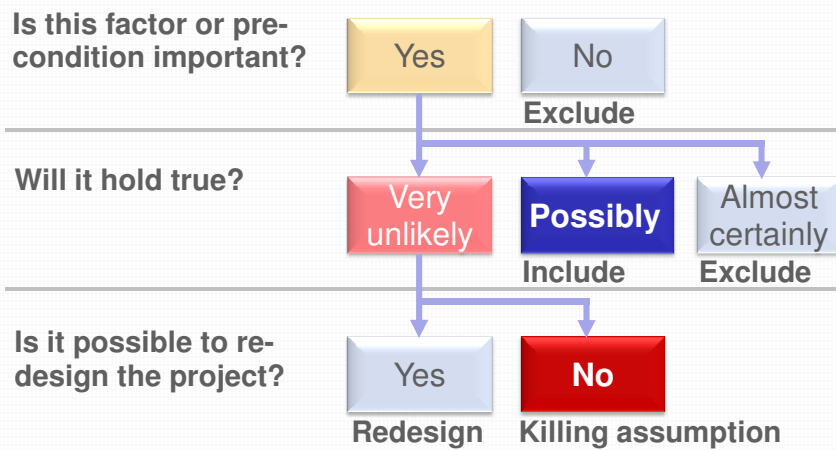 Is this factor or pre-
condition important?
Yes
No
Exclude
Will it hold true?
Very
unlikely
Possibly
Almost
certainly
Include
Exclude
Is it possible to re-
design the project?
Yes
No
Redesign
Killing assumption